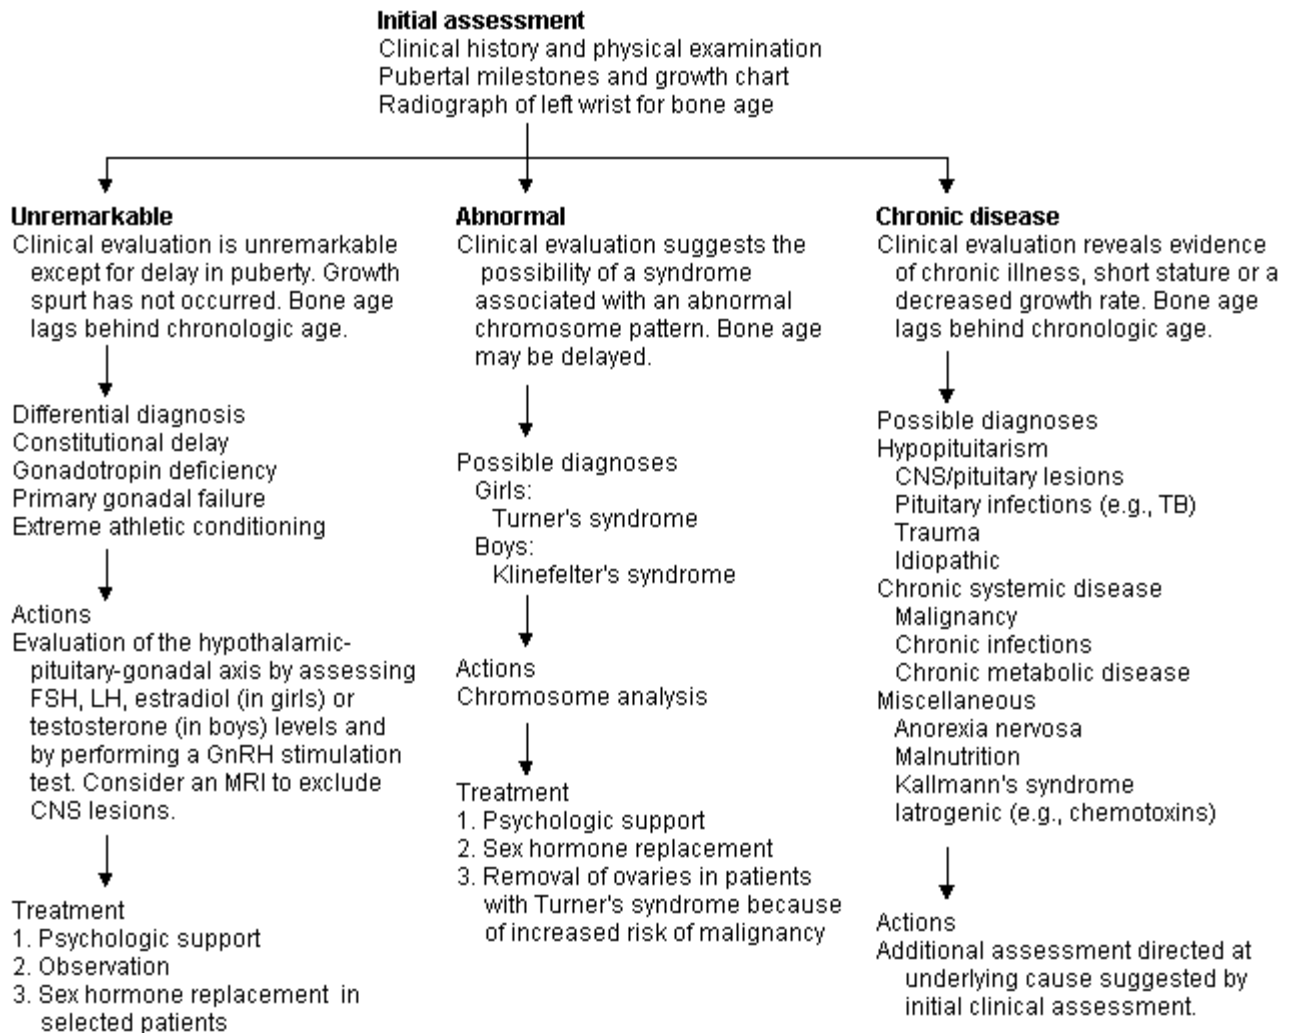 Initial assessment
Clinical history and physical examination
Pubertal milestones and growth chart
Radiograph of left wrist for bone age
Unremarkable
Clinical evaluation is unremarkable
except for delay in puberty. Growth
spurt has not occurred. Bone age
lags behind chronologic age.
Differential diagnosis
Constitutional delay
Gonadotropin deficiency
Primary gonadal failure
Extreme athletic conditioning
Actions
Evaluation of the hypothalamic-
pituitary-gonadal axis by assessing
FSH, LH, estradiol (in girls) or
testosterone (in boys) levels and
by performing a GnRH stimulation
test. Consider an MRI to exclude
CNS lesions.
Treatment
1. Psychologic support
2. Observation
3. Sex hormone replacement in
selected patients
Abnormal
Clinical evaluation suggests the
possibility of a syndrome
associated with an abnormal
chromosome pattern. Bone age
may be delayed.
Possible diagnoses
Girls:
Turner's syndrome
Boys:
Klinefelter's syndrome
Actions
Chromosome analysis
Treatment
1. Psychologic support
2. Sex hormone replacement
3. Removal of ovaries in patients
with Turner's syndrome because
of increased risk of malignancy
Chronic disease
Clinical evaluation reveals evidence
of chronic illness, short stature or a
decreased growth rate. Bone age
lags behind chronologic age.
Possible diagnoses
Hypopituitarism
CNS/pituitary lesions
Pituitary infections (e.g., TB)
Trauma
Idiopathic
Chronic systemic disease
Malignancy
Chronic infections
Chronic metabolic disease
Miscellaneous
Anorexia nervosa
Malnutrition
Kallmann's syndrome
Iatrogenic (e.g., chemotoxins)
Actions
Additional assessment directed at
underlying cause suggested by
initial clinical assessment.